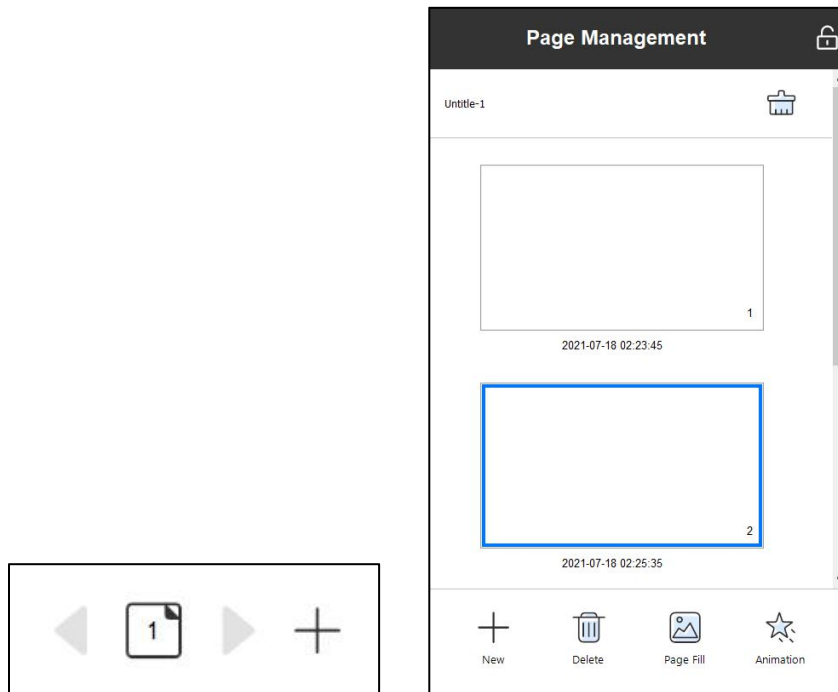 1
Page Management
Untitle-1
1
2021-07-18 02:23:45
2
2021-07-18 02:25:35
New Delete Page Fill Animation